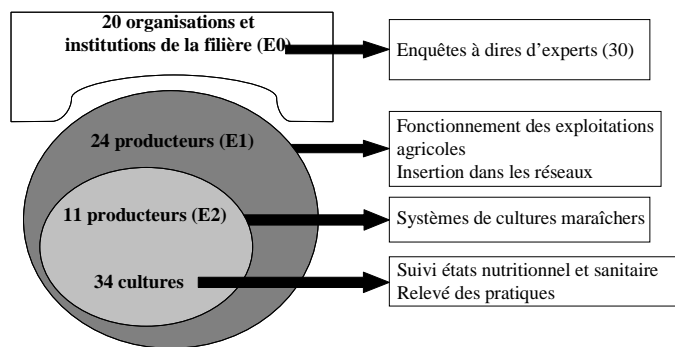 20 organisations et
institutions de la filière (E0)
Enquêtes à dires d'experts (30)
24 producteurs (E1)
Fonctionnement des exploitations
agricoles
Insertion dans les réseaux
11 producteurs (E2)
Systèmes de cultures maraîchers
34 cultures
Suivi états nutritionnel et sanitaire
Relevé des pratiques